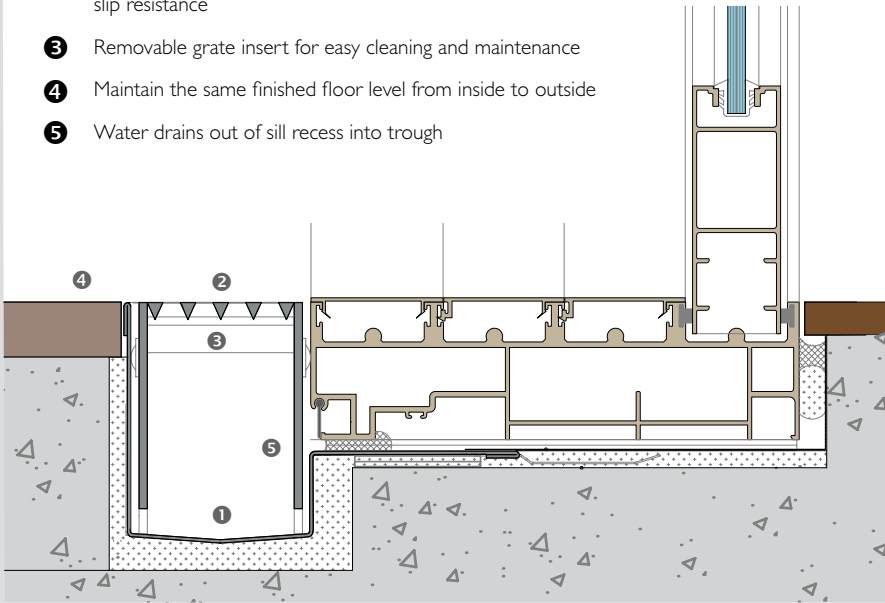 slip resistance
❸ Removable grate insert for easy cleaning and maintenance
❹ Maintain the same finished floor level from inside to outside
❺ Water drains out of sill recess into trough
❹
❷
❸
❺
❶